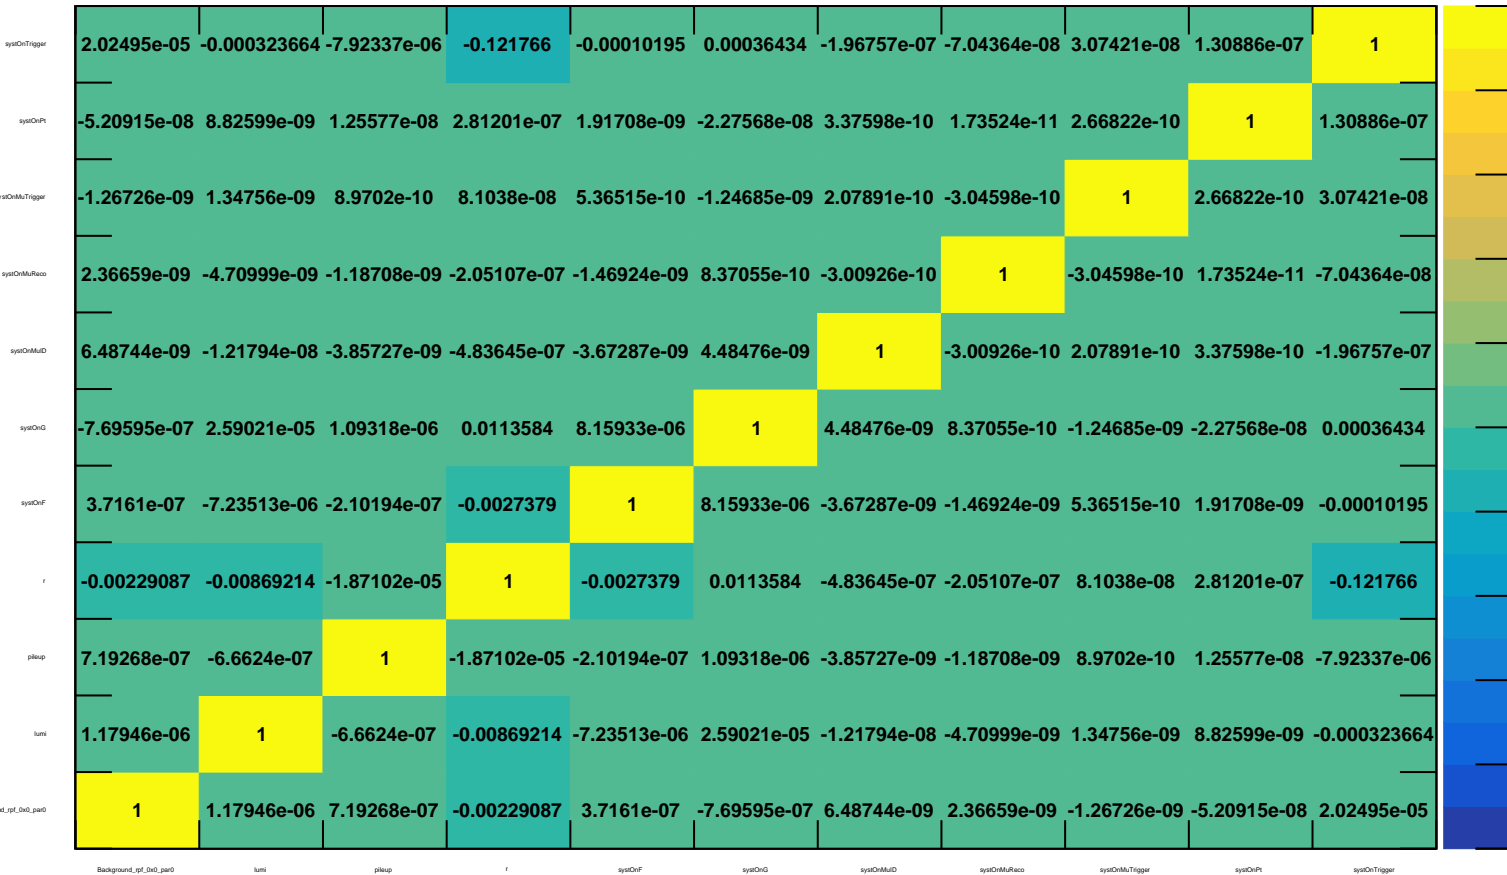 systOnTrigger 2.02495e-05 -0.000323664 -7.92337e-06 -0.121766 -0.00010195 0.00036434 -1.96757e-07 -7.04364e-08 3.07421e-08 1.30886e-07 1
systOnPt -5.20915e-08 8.82599e-09 1.25577e-08 2.81201e-07 1.91708e-09 -2.27568e-08 3.37598e-10 1.73524e-11 2.66822e-10 1 1.30886e-07
stOnMuTrigger -1.26726e-09 1.34756e-09 8.9702e-10 8.1038e-08 5.36515e-10 -1.24685e-09 2.07891e-10 -3.04598e-10 1 2.66822e-10 3.07421e-08
systOnMuReco 2.36659e-09 -4.70999e-09 -1.18708e-09 -2.05107e-07 -1.46924e-09 8.37055e-10 -3.00926e-10 1 -3.04598e-10 1.73524e-11 -7.04364e-08
systOnMuID 6.48744e-09 -1.21794e-08 -3.85727e-09 -4.83645e-07 -3.67287e-09 4.48476e-09 1 -3.00926e-10 2.07891e-10 3.37598e-10 -1.96757e-07
systOnG -7.69595e-07 2.59021e-05 1.09318e-06 0.0113584 8.15933e-06 1 4.48476e-09 8.37055e-10 -1.24685e-09 -2.27568e-08 0.00036434
systOnF 3.7161e-07 -7.23513e-06 -2.10194e-07 -0.0027379 1 8.15933e-06 -3.67287e-09 -1.46924e-09 5.36515e-10 1.91708e-09 -0.00010195
r -0.00229087 -0.00869214 -1.87102e-05 1 -0.0027379 0.0113584 -4.83645e-07 -2.05107e-07 8.1038e-08 2.81201e-07 -0.121766
pileup 7.19268e-07 -6.6624e-07 1 -1.87102e-05 -2.10194e-07 1.09318e-06 -3.85727e-09 -1.18708e-09 8.9702e-10 1.25577e-08 -7.92337e-06
lumi 1.17946e-06 1 -6.6624e-07 -0.00869214 -7.23513e-06 2.59021e-05 -1.21794e-08 -4.70999e-09 1.34756e-09 8.82599e-09 -0.000323664
d_rpf_0x0_par0 1 1.17946e-06 7.19268e-07 -0.00229087 3.7161e-07 -7.69595e-07 6.48744e-09 2.36659e-09 -1.26726e-09 -5.20915e-08 2.02495e-05
Background_rpf_0x0_par0 lumi pileup r systOnF systOnG systOnMuID systOnMuReco systOnMuTrigger systOnPt systOnTrigger